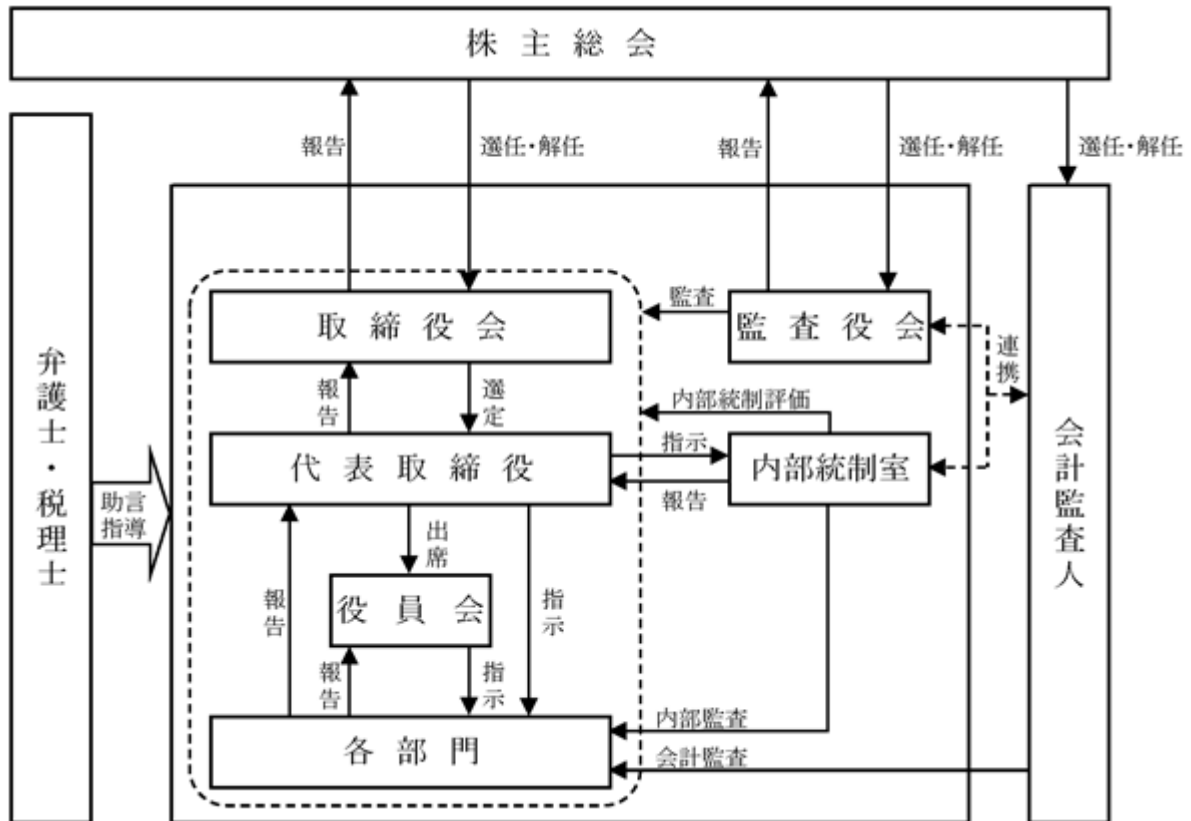 株主総会
報告
選任・解任
報告
選任・解任
選任・解任
弁護士・税理士
助言
指導
取締役会
監査
監査役会
連携
報告
選定
内部統制評価
代表取締役
指示
報告
内部統制室
会計監査人
出席
役員会
報告
指示
報告
指示
各部門
内部監査
会計監査